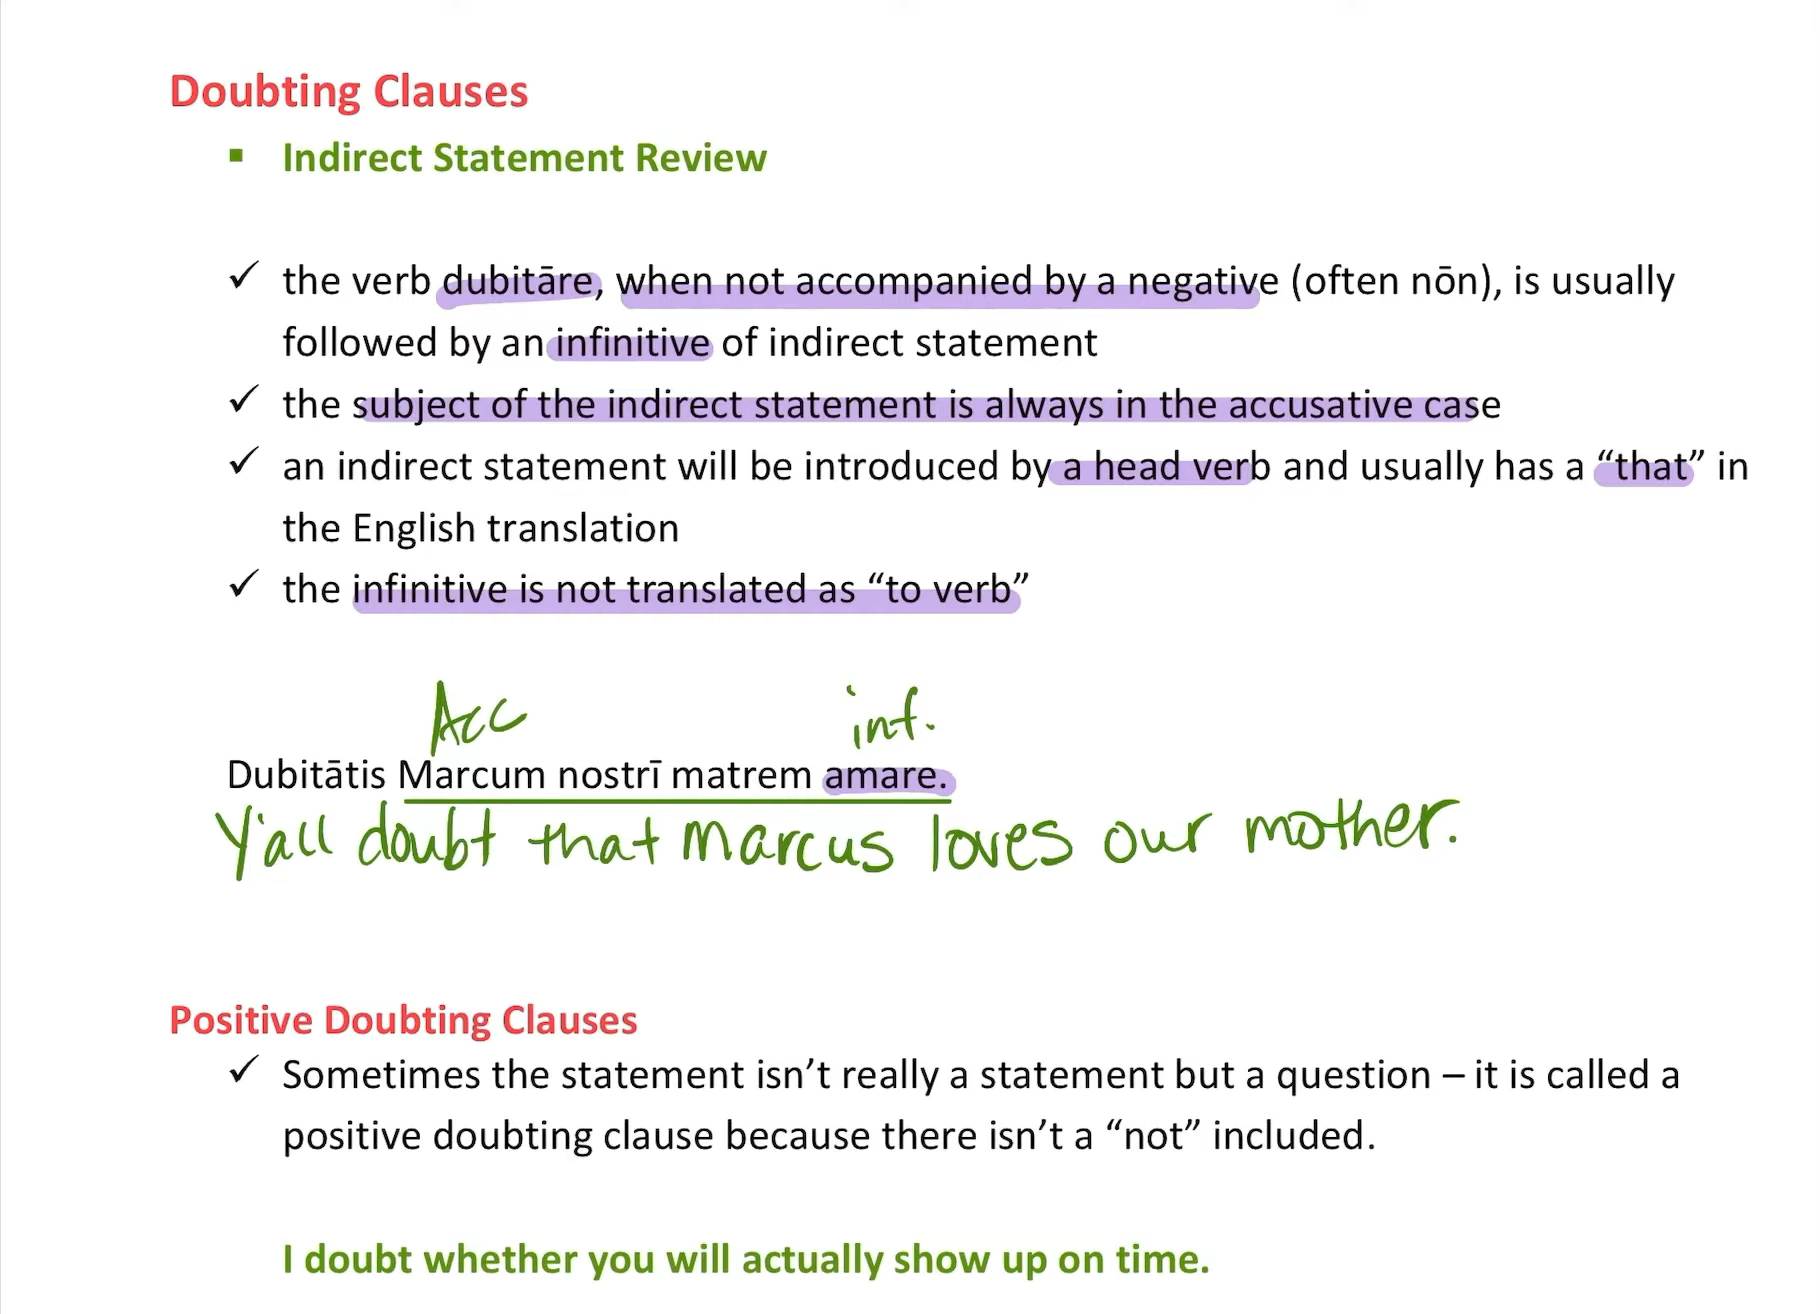 Doubting Clauses
▪ Indirect Statement Review
✓ the verb dubitāre, when not accompanied by a negative (often nōn), is usually
followed by an infinitive of indirect statement
✓ the subject of the indirect statement is always in the accusative case
✓ an indirect statement will be introduced by a head verb and usually has a “that” in
the English translation
✓ the infinitive is not translated as “to verb”
Acc inf.
Dubitātis Marcum nostrī matrem amare.
Y'all doubt that Marcus loves our mother.
Positive Doubting Clauses
✓ Sometimes the statement isn’t really a statement but a question – it is called a
positive doubting clause because there isn’t a “not” included.
I doubt whether you will actually show up on time.